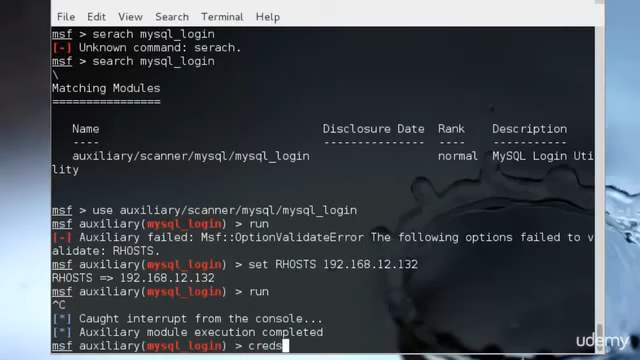 File Edit View Search Terminal Help
msf > serach mysql_login
[-] Unknown command: serach.
msf > search mysql_login
\
Matching Modules
================
Name Disclosure Date Rank Description
---- --------------- ---- -----------
auxiliary/scanner/mysql/mysql_login normal MySQL Login Uti
lity
msf > use auxiliary/scanner/mysql/mysql_login
msf auxiliary(mysql_login) > run
[-] Auxiliary failed: Msf::OptionValidateError The following options failed to v
alidate: RHOSTS.
msf auxiliary(mysql_login) > set RHOSTS 192.168.12.132
RHOSTS => 192.168.12.132
msf auxiliary(mysql_login) > run
^C
[*] Caught interrupt from the console...
[*] Auxiliary module execution completed
msf auxiliary(mysql_login) > creds
udemy